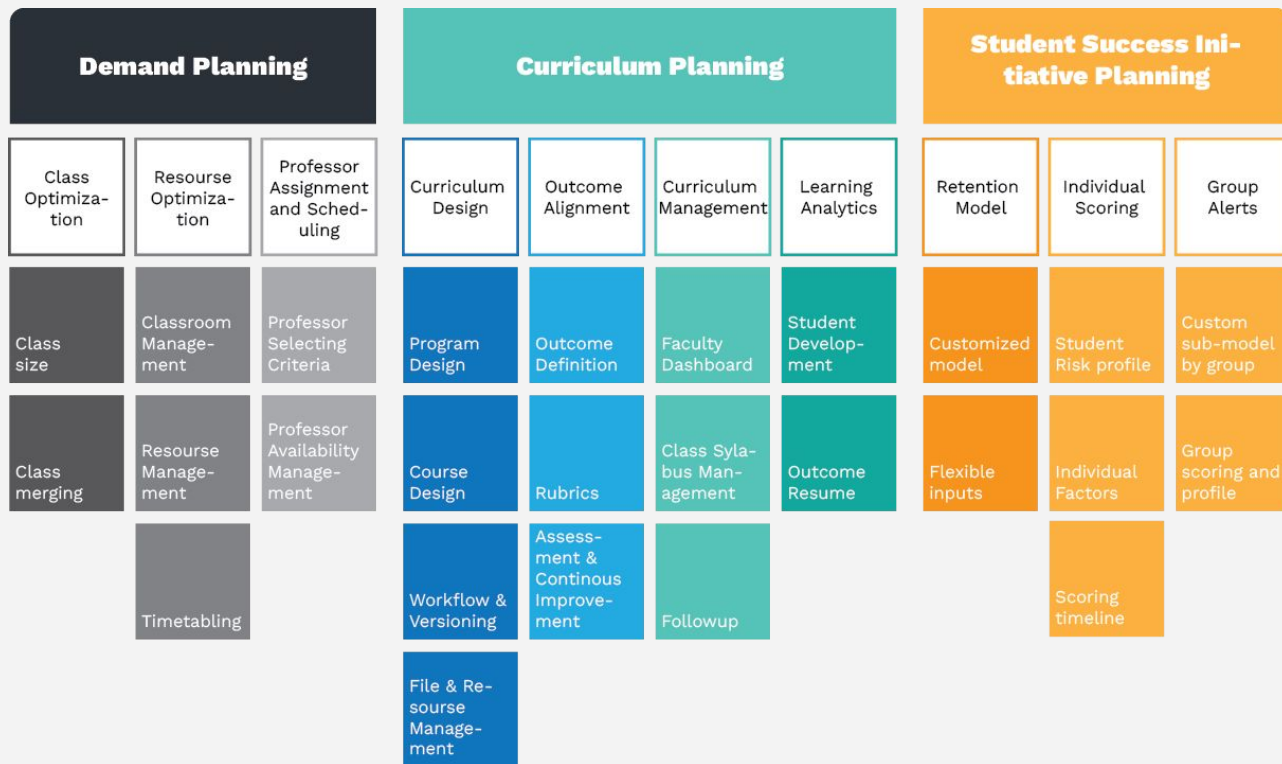 Demand Planning
Curriculum Planning
Student Success Ini-
tiative Planning
Class
Optimiza-
tion
Resourse
Optimiza-
tion
Professor
Assignment
and Sched-
uling
Curriculum
Design
Outcome
Alignment
Curriculum
Management
Learning
Analytics
Retention
Model
Individual
Scoring
Group
Alerts
Class
size
Classroom
Manage-
ment
Professor
Selecting
Criteria
Program
Design
Outcome
Definition
Faculty
Dashboard
Student
Develop-
ment
Customized
model
Student
Risk profile
Custom
sub-model
by group
Class
merging
Resourse
Manage-
ment
Professor
Availability
Manage-
ment
Course
Design
Rubrics
Class Syla-
bus Man-
agement
Outcome
Resume
Flexible
inputs
Individual
Factors
Group
scoring and
profile
Timetabling
Workflow &
Versioning
Assess-
ment &
Continous
Improve-
ment
Followup
Scoring
timeline
File & Re-
sourse
Manage-
ment